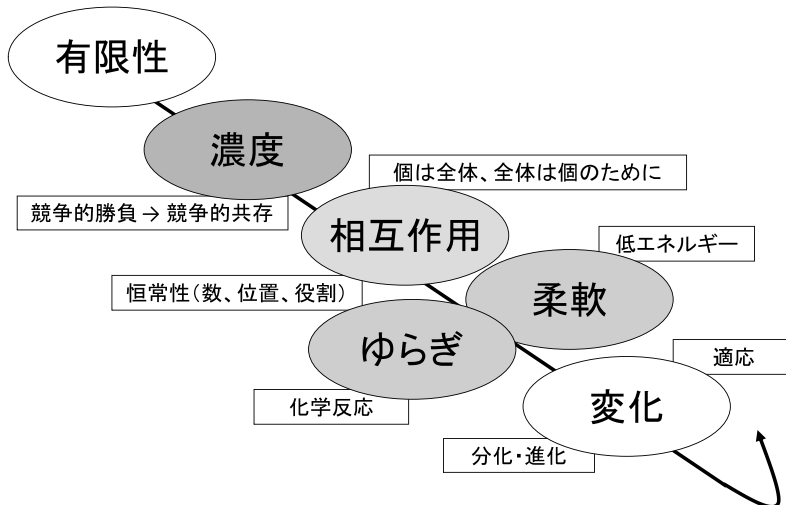 有限性
濃度
個は全体、全体は個のために
競争的勝負 → 競争的共存
相互作用
低エネルギー
恒常性(数、位置、役割)
柔軟
ゆらぎ
適応
化学反応
変化
分化・進化